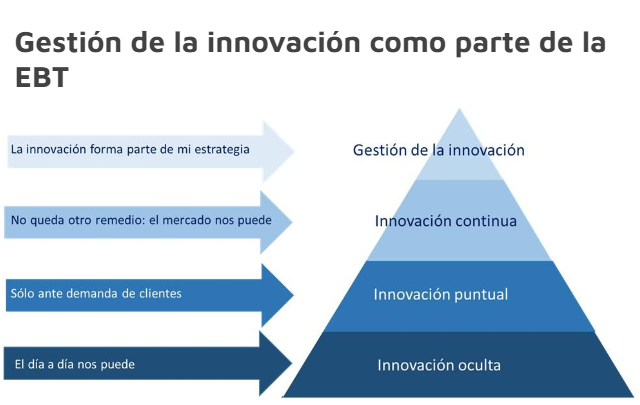 Gestión de la innovación como parte de la
EBT
La innovación forma parte de mi estrategia
Gestión de la innovación
No queda otro remedio: el mercado nos puede
Innovación continua
Sólo ante demanda de clientes
Innovación puntual
El día a día nos puede
Innovación oculta